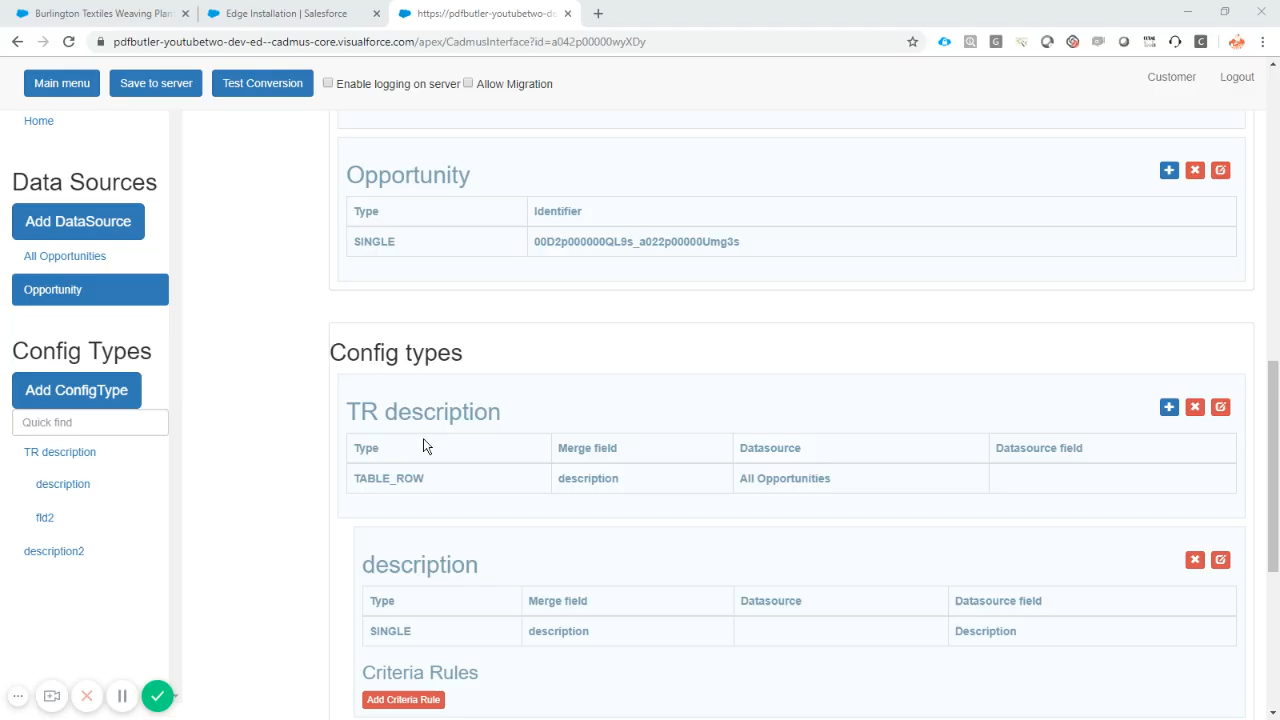 Burlington Textiles Weaving Plan
Edge Installation | Salesforce
https://pdfbutler-youtubetwo-de
pdfbutler-youtubetwo-dev-ed--cadmus-core.visualforce.com/apex/CadmusInterface?id=a042p00000wyXDy
Main menu
Save to server
Test Conversion
Enable logging on server
Allow Migration
Customer
Logout
Home
Data Sources
Add DataSource
All Opportunities
Opportunity
Config Types
Add ConfigType
Quick find
TR description
description
fld2
description2
Opportunity
Type Identifier
SINGLE 00D2p000000QL9s_a022p00000Umg3s
Config types
TR description
Type Merge field Datasource Datasource field
TABLE_ROW description All Opportunities
description
Type Merge field Datasource Datasource field
SINGLE description Description
Criteria Rules
Add Criteria Rule